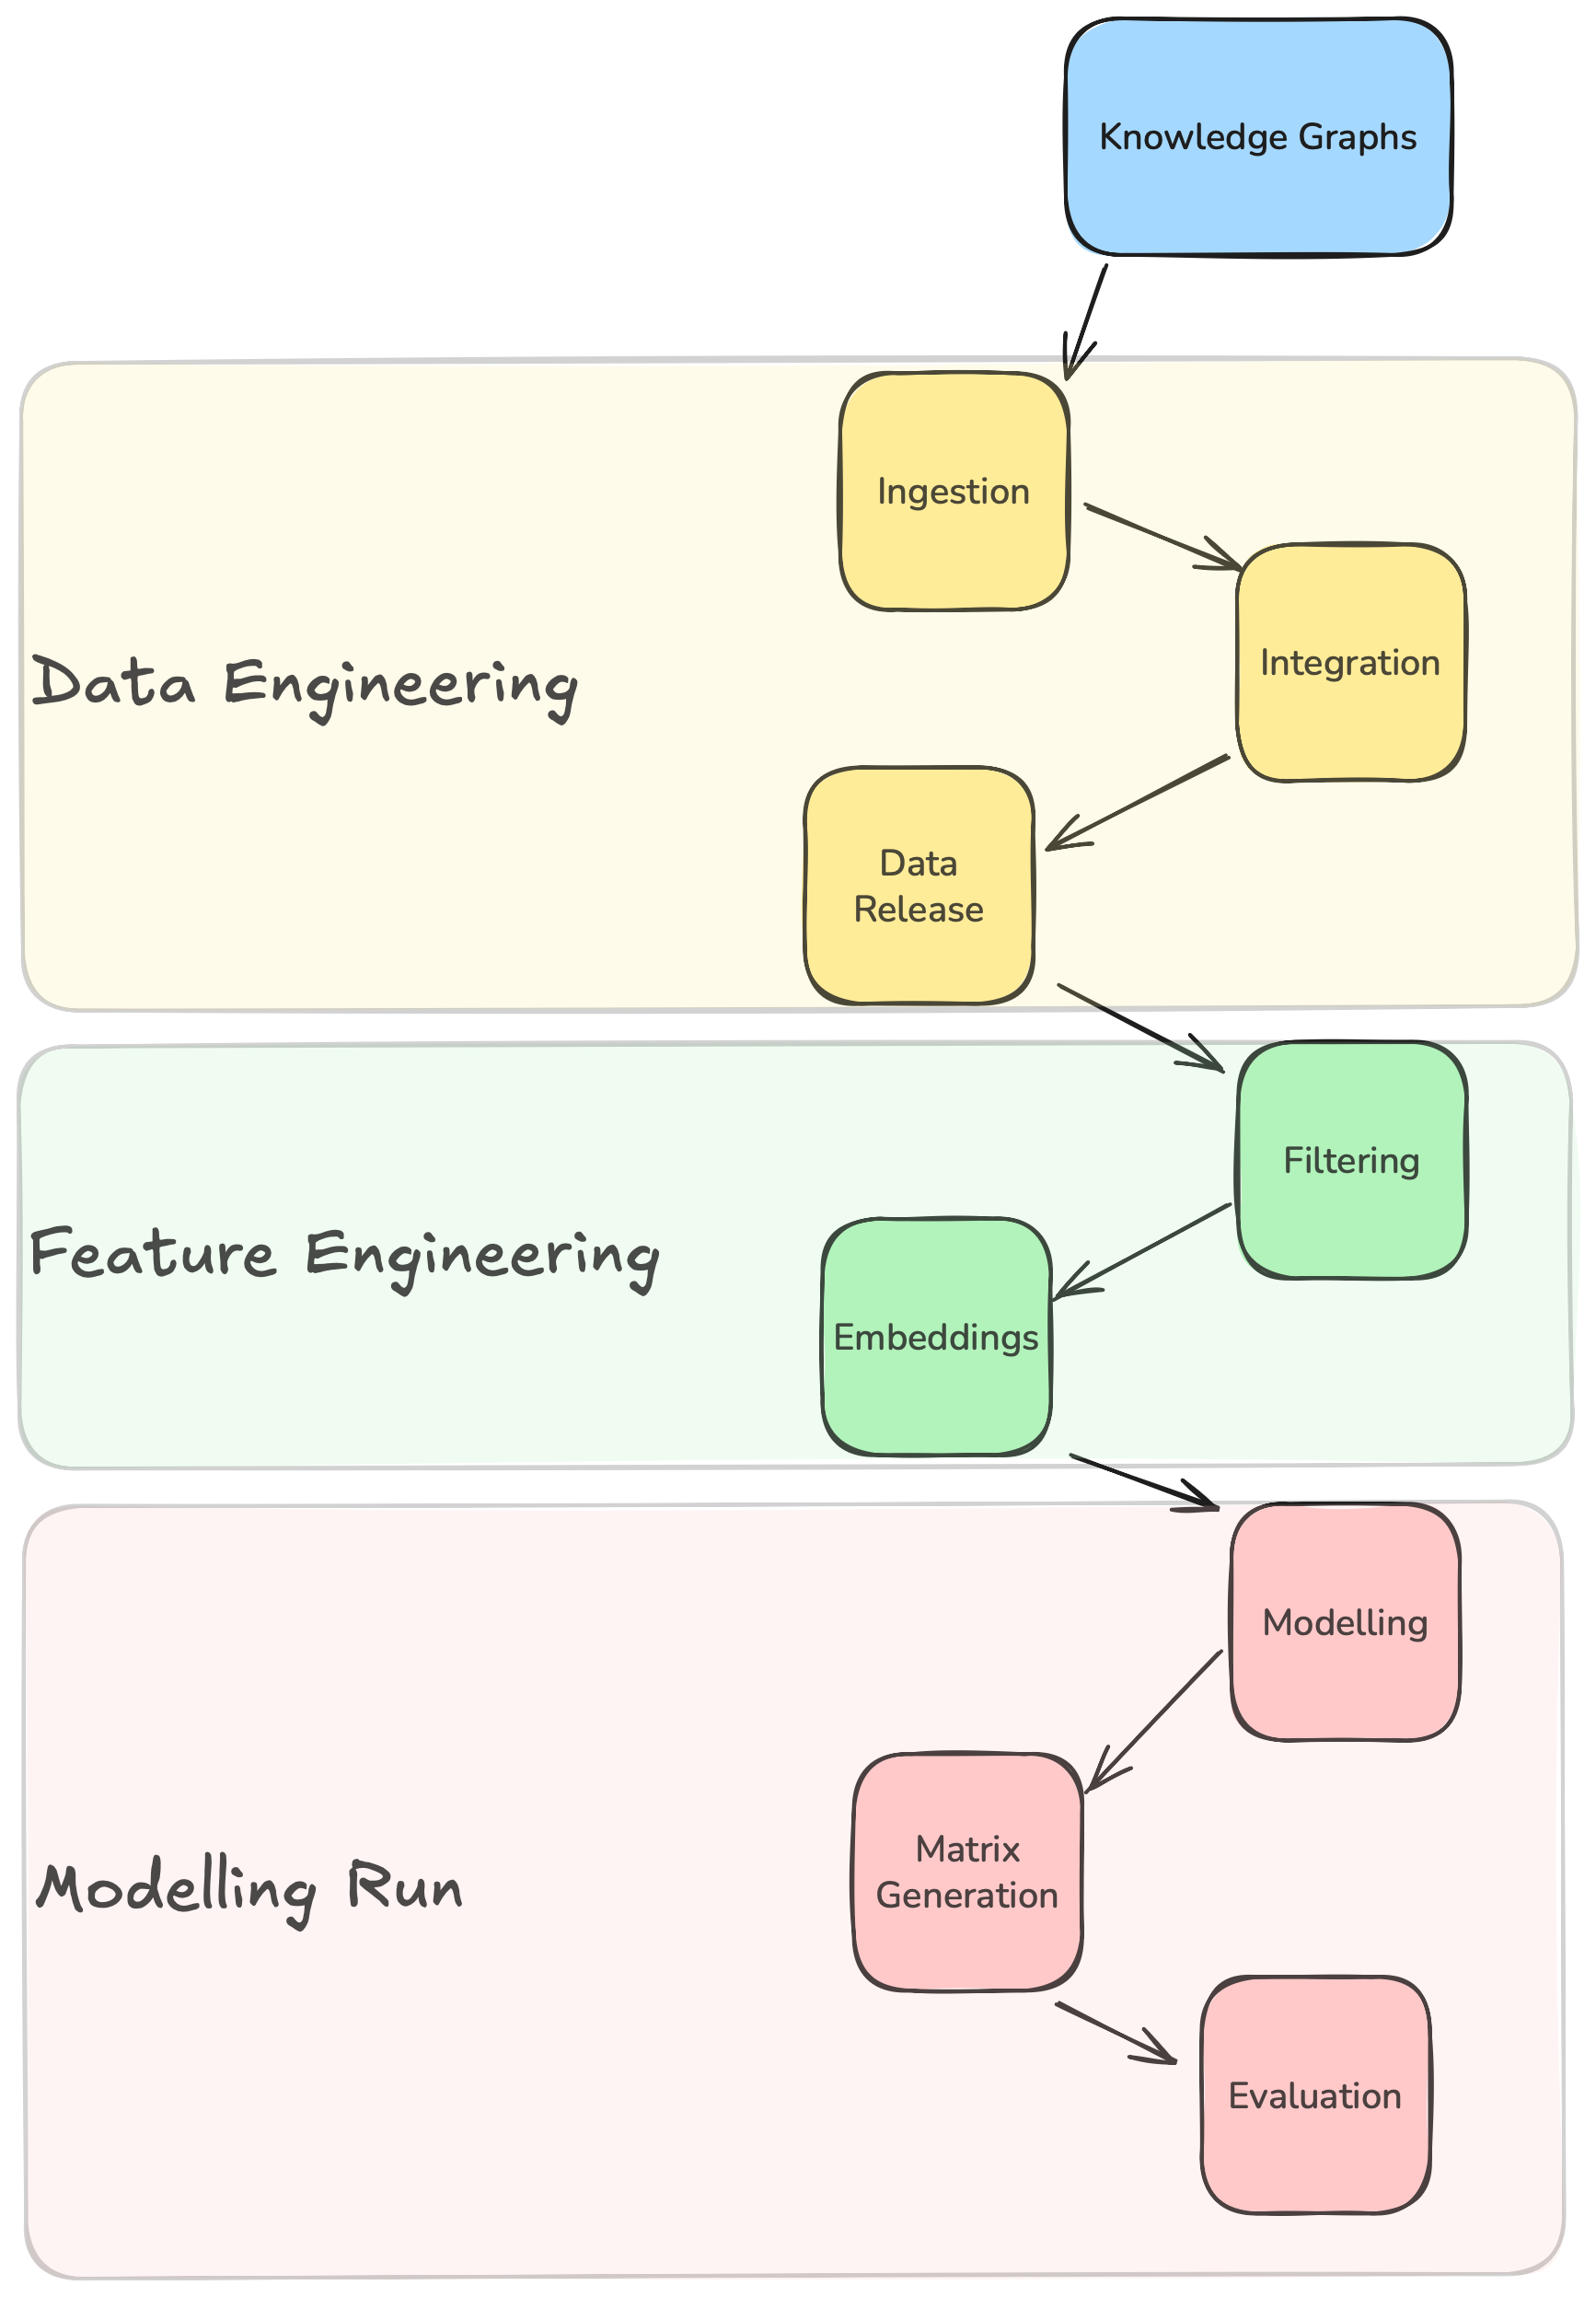 Knowledge Graphs
Ingestion
Integration
Data Engineering
Data
Release
Filtering
Feature Engineering
Embeddings
Modelling
Matrix
Generation
Modelling Run
Evaluation